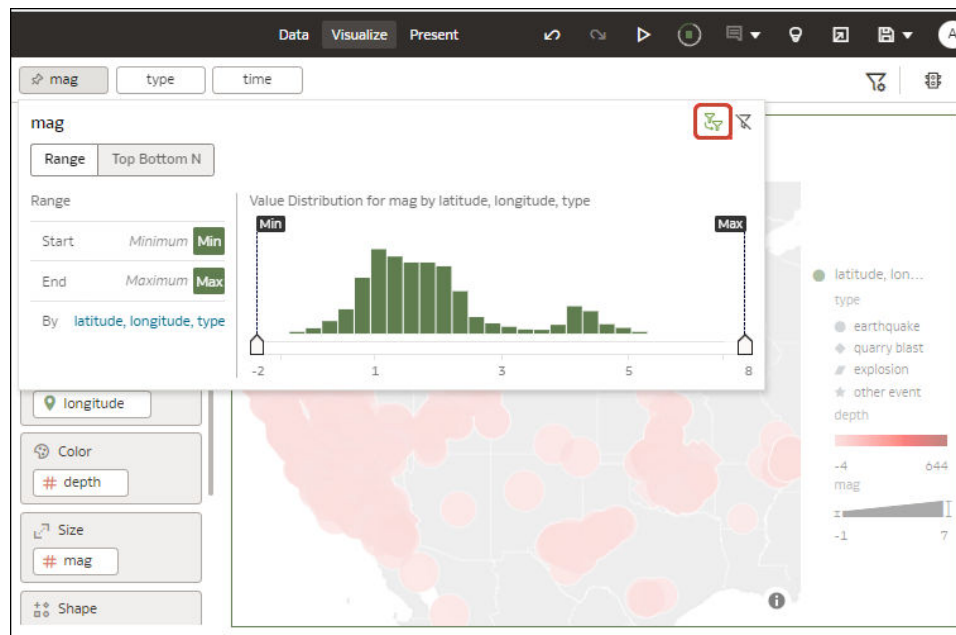 Data Visualize Present A
mag type time
mag
Range Top Bottom N
Range
Start Minimum Min
End Maximum Max
By latitude, longitude, type
Value Distribution for mag by latitude, longitude, type
Min Max
-2 1 3 5 8
longitude
Color
# depth
Size
# mag
Shape
latitude, lon...
type
earthquake
quarry blast
explosion
other event
depth
-4 644
mag
-1 7